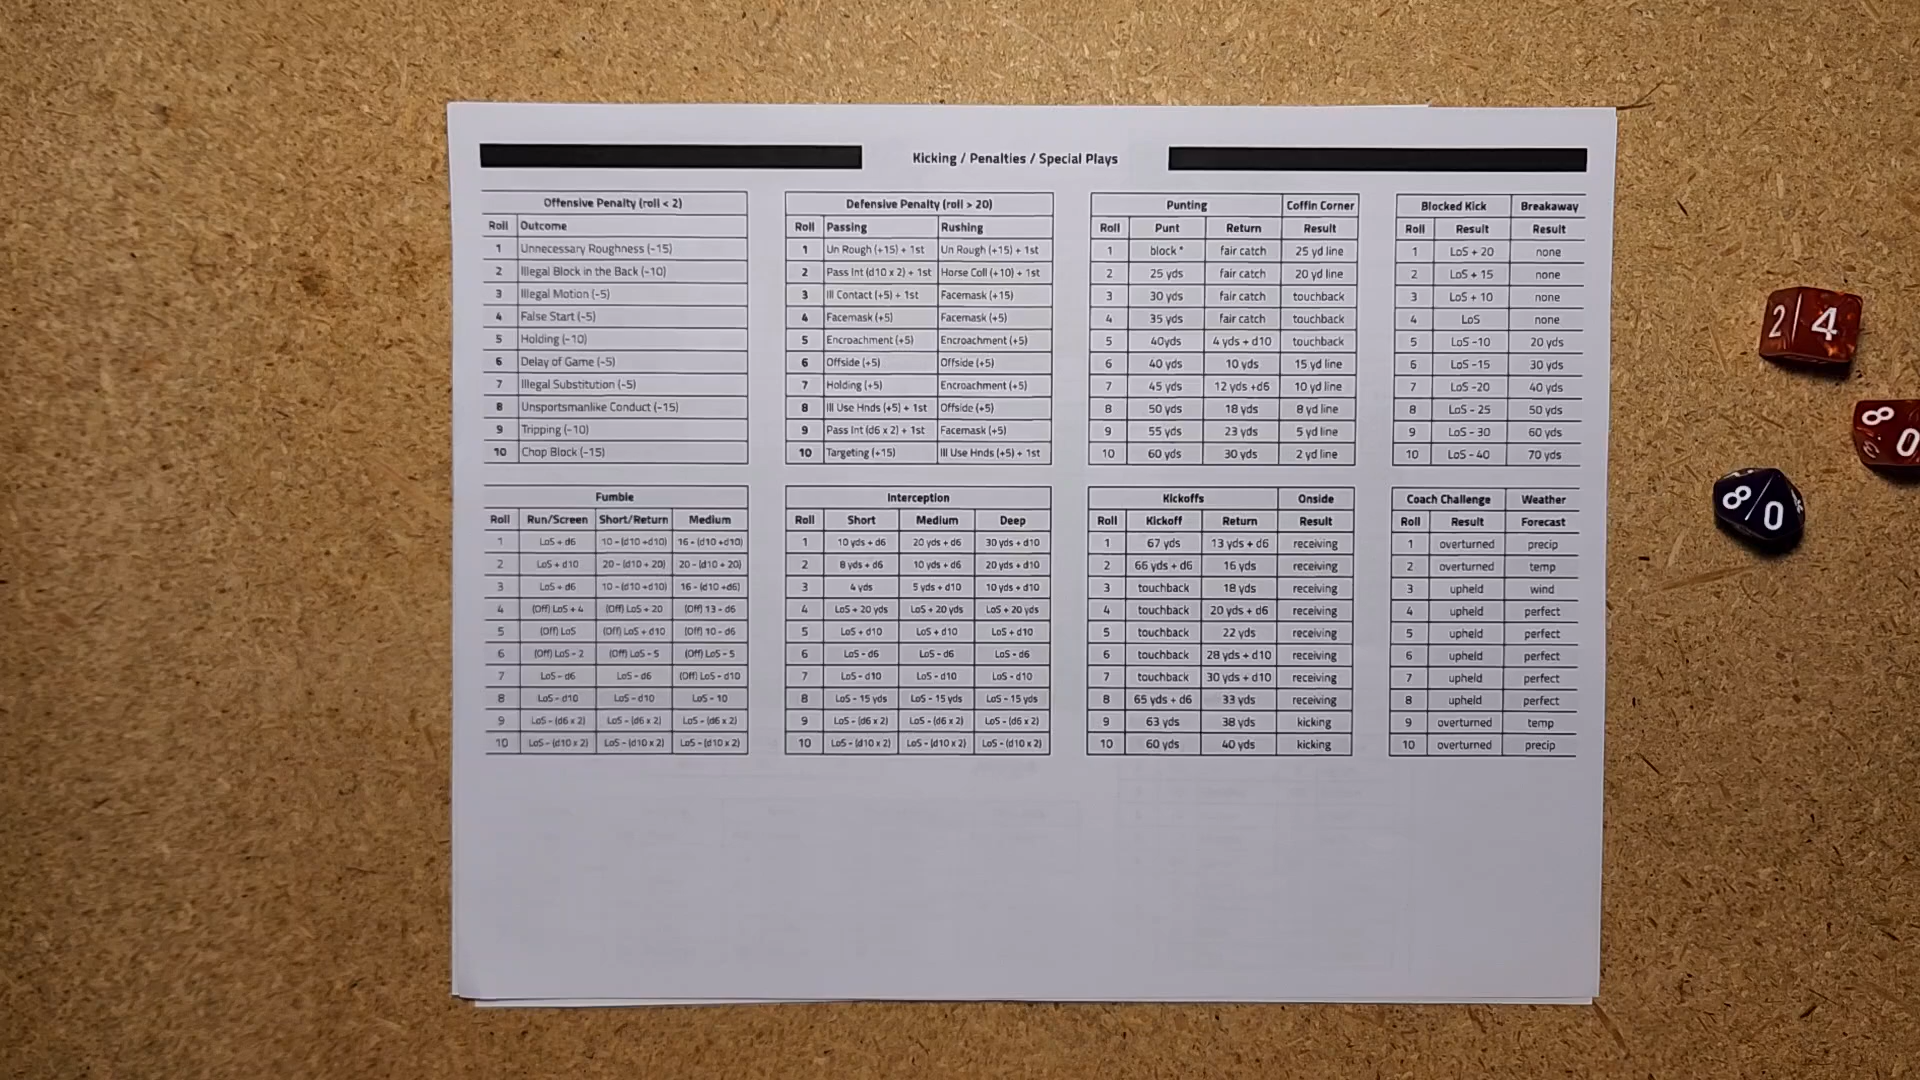 Kicking / Penalties / Special Plays
Offensive Penalty (roll < 2)
Roll Outcome
1 Unnecessary Roughness (-15)
2 Illegal Block in the Back (-10)
3 Illegal Motion (-5)
4 False Start (-5)
5 Holding (-10)
6 Delay of Game (-5)
7 Illegal Substitution (-5)
8 Unsportsmanlike Conduct (-15)
9 Tripping (-10)
10 Chop Block (-15)
Defensive Penalty (roll > 20)
Roll Passing Rushing
1 Un Rough (+15) + 1st Un Rough (+15) + 1st
2 Pass Int (d10 x 2) + 1st Horse Coll (+10) + 1st
3 Ill Contact (+5) + 1st Facemask (+15)
4 Facemask (+5) Facemask (+5)
5 Encroachment (+5) Encroachment (+5)
6 Offside (+5) Offside (+5)
7 Holding (+5) Encroachment (+5)
8 Ill Use Hnds (+5) + 1st Offside (+5)
9 Pass Int (d6 x 2) + 1st Facemask (+5)
10 Targeting (+15) Ill Use Hnds (+5) + 1st
Punting Coffin Corner
Roll Punt Return Result
1 block * fair catch 25 yd line
2 25 yds fair catch 20 yd line
3 30 yds fair catch touchback
4 35 yds fair catch touchback
5 40yds 4 yds + d10 touchback
6 40 yds 10 yds 15 yd line
7 45 yds 12 yds +d6 10 yd line
8 50 yds 18 yds 8 yd line
9 55 yds 23 yds 5 yd line
10 60 yds 30 yds 2 yd line
Blocked Kick Breakaway
Roll Result Result
1 LoS + 20 none
2 LoS + 15 none
3 LoS + 10 none
4 LoS none
5 LoS -10 20 yds
6 LoS -15 30 yds
7 LoS -20 40 yds
8 LoS - 25 50 yds
9 LoS - 30 60 yds
10 LoS - 40 70 yds
Fumble
Roll Run/Screen Short/Return Medium
1 LoS + d6 10 - (d10 +d10) 16 - (d10 +d10)
2 LoS + d10 20 - (d10 + 20) 20 - (d10 + 20)
3 LoS + d6 10 - (d10 +d10) 16 - (d10 +d6)
4 (Off) LoS + 4 (Off) LoS + 20 (Off) 13 - d6
5 (Off) LoS (Off) LoS + d10 (Off) 10 - d6
6 (Off) LoS - 2 (Off) LoS - 5 (Off) LoS - 5
7 LoS - d6 LoS - d6 (Off) LoS - d10
8 LoS - d10 LoS - d10 LoS - 10
9 LoS - (d6 x 2) LoS - (d6 x 2) LoS - (d6 x 2)
10 LoS - (d10 x 2) LoS - (d10 x 2) LoS - (d10 x 2)
Interception
Roll Short Medium Deep
1 10 yds + d6 20 yds + d6 30 yds + d10
2 8 yds + d6 10 yds + d6 20 yds + d10
3 4 yds 5 yds + d10 10 yds + d10
4 LoS + 20 yds LoS + 20 yds LoS + 20 yds
5 LoS + d10 LoS + d10 LoS + d10
6 LoS - d6 LoS - d6 LoS - d6
7 LoS - d10 LoS - d10 LoS - d10
8 LoS - 15 yds LoS - 15 yds LoS - 15 yds
9 LoS - (d6 x 2) LoS - (d6 x 2) LoS - (d6 x 2)
10 LoS - (d10 x 2) LoS - (d10 x 2) LoS - (d10 x 2)
Kickoffs Onside
Roll Kickoff Return Result
1 67 yds 13 yds + d6 receiving
2 66 yds + d6 16 yds receiving
3 touchback 18 yds receiving
4 touchback 20 yds + d6 receiving
5 touchback 22 yds receiving
6 touchback 28 yds + d10 receiving
7 touchback 30 yds + d10 receiving
8 65 yds + d6 33 yds receiving
9 63 yds 38 yds kicking
10 60 yds 40 yds kicking
Coach Challenge Weather
Roll Result Forecast
1 overturned precip
2 overturned temp
3 upheld wind
4 upheld perfect
5 upheld perfect
6 upheld perfect
7 upheld perfect
8 upheld perfect
9 overturned temp
10 overturned precip
2 4
8 0
8 0